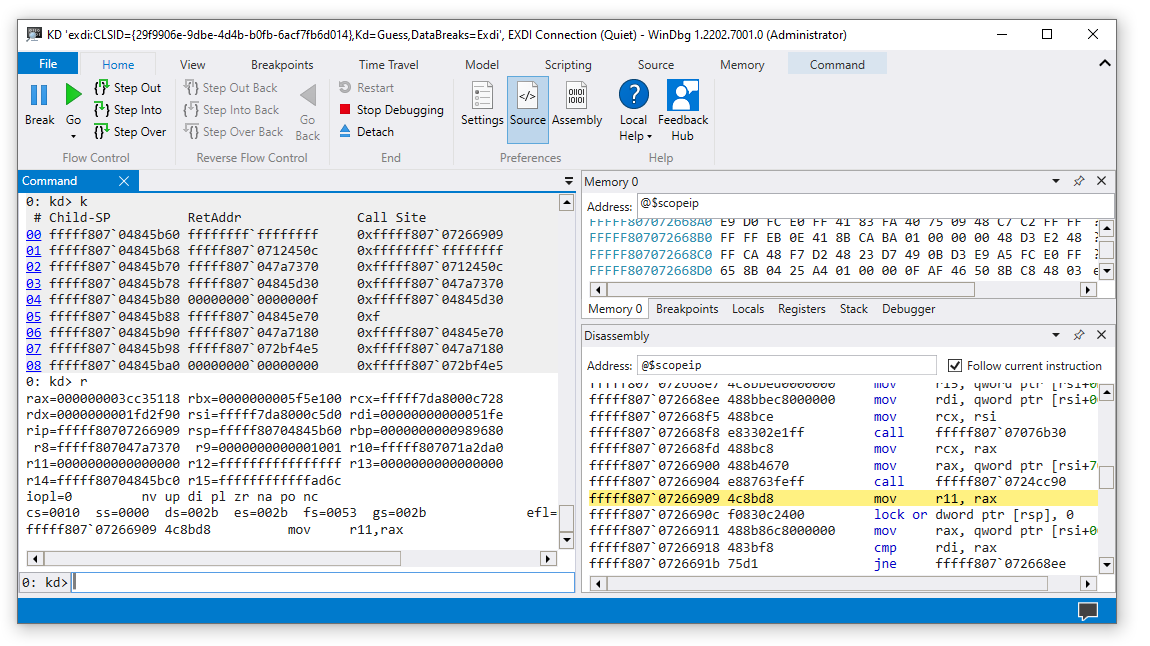 KD 'exdi:CLSID={29f9906e-9dbe-4d4b-b0fb-6acf7fb6d014},Kd=Guess,DataBreaks=Exdi', EXDI Connection (Quiet) - WinDbg 1.2202.7001.0 (Administrator)
File Home View Breakpoints Time Travel Model Scripting Source Memory Command
Break
Go
Step Out
Step Into
Step Over
Flow Control
Step Out Back
Step Into Back
Step Over Back
Go Back
Reverse Flow Control
Restart
Stop Debugging
Detach
End
Settings
Source
Assembly
Preferences
Local Help
Feedback Hub
Help
Command
0: kd> k
# Child-SP RetAddr Call Site
00 fffff807`04845b60 ffffffff`ffffffff 0xfffff807`07266909
01 fffff807`04845b68 fffff807`0712450c 0xffffffff`ffffffff
02 fffff807`04845b70 fffff807`047a7370 0xfffff807`0712450c
03 fffff807`04845b78 fffff807`04845d30 0xfffff807`047a7370
04 fffff807`04845b80 00000000`0000000f 0xfffff807`04845d30
05 fffff807`04845b88 fffff807`04845e70 0xf
06 fffff807`04845b90 fffff807`047a7180 0xfffff807`04845e70
07 fffff807`04845b98 fffff807`072bf4e5 0xfffff807`047a7180
08 fffff807`04845ba0 00000000`00000000 0xfffff807`072bf4e5
0: kd> r
rax=000000003cc35118 rbx=0000000005f5e100 rcx=fffff7da8000c728
rdx=0000000001fd2f90 rsi=fffff7da8000c5d0 rdi=00000000000051fe
rip=fffff80707266909 rsp=fffff80704845b60 rbp=0000000000989680
r8=fffff807047a7370 r9=0000000000001001 r10=fffff807071a2da0
r11=0000000000000000 r12=ffffffffffffffff r13=0000000000000000
r14=fffff80704845bc0 r15=ffffffffffffad6c
iopl=0 nv up di pl zr na po nc
cs=0010 ss=0000 ds=002b es=002b fs=0053 gs=002b efl=
fffff807`07266909 4c8bd8 mov r11,rax
0: kd>
Memory 0
Address: @$scopeip
FFFFF807072668A0 E9 D0 FC E0 FF 41 83 FA 40 75 09 48 C7 C2 FF FF ?
FFFFF807072668B0 FF FF EB 0E 41 8B CA BA 01 00 00 00 48 D3 E2 48
FFFFF807072668C0 FF CA 48 F7 D2 48 23 D7 49 0B D3 E9 A5 FC E0 FF ?
FFFFF807072668D0 65 8B 04 25 A4 01 00 00 0F AF 46 50 8B C8 48 03 e
Memory 0 Breakpoints Locals Registers Stack Debugger
Disassembly
Address: @$scopeip Follow current instruction
fffff807`072668e7 4c8bbed0000000 mov r15, qword ptr [rsi+0
fffff807`072668ee 488bbec8000000 mov rdi, qword ptr [rsi+0
fffff807`072668f5 488bce mov rcx, rsi
fffff807`072668f8 e83302e1ff call fffff807`07076b30
fffff807`072668fd 488bc8 mov rcx, rax
fffff807`07266900 488b4670 mov rax, qword ptr [rsi+7
fffff807`07266904 e88763feff call fffff807`0724cc90
fffff807`07266909 4c8bd8 mov r11, rax
fffff807`0726690c f0830c2400 lock or dword ptr [rsp], 0
fffff807`07266911 488b86c8000000 mov rax, qword ptr [rsi+0
fffff807`07266918 483bf8 cmp rdi, rax
fffff807`0726691b 75d1 jne fffff807`072668ee